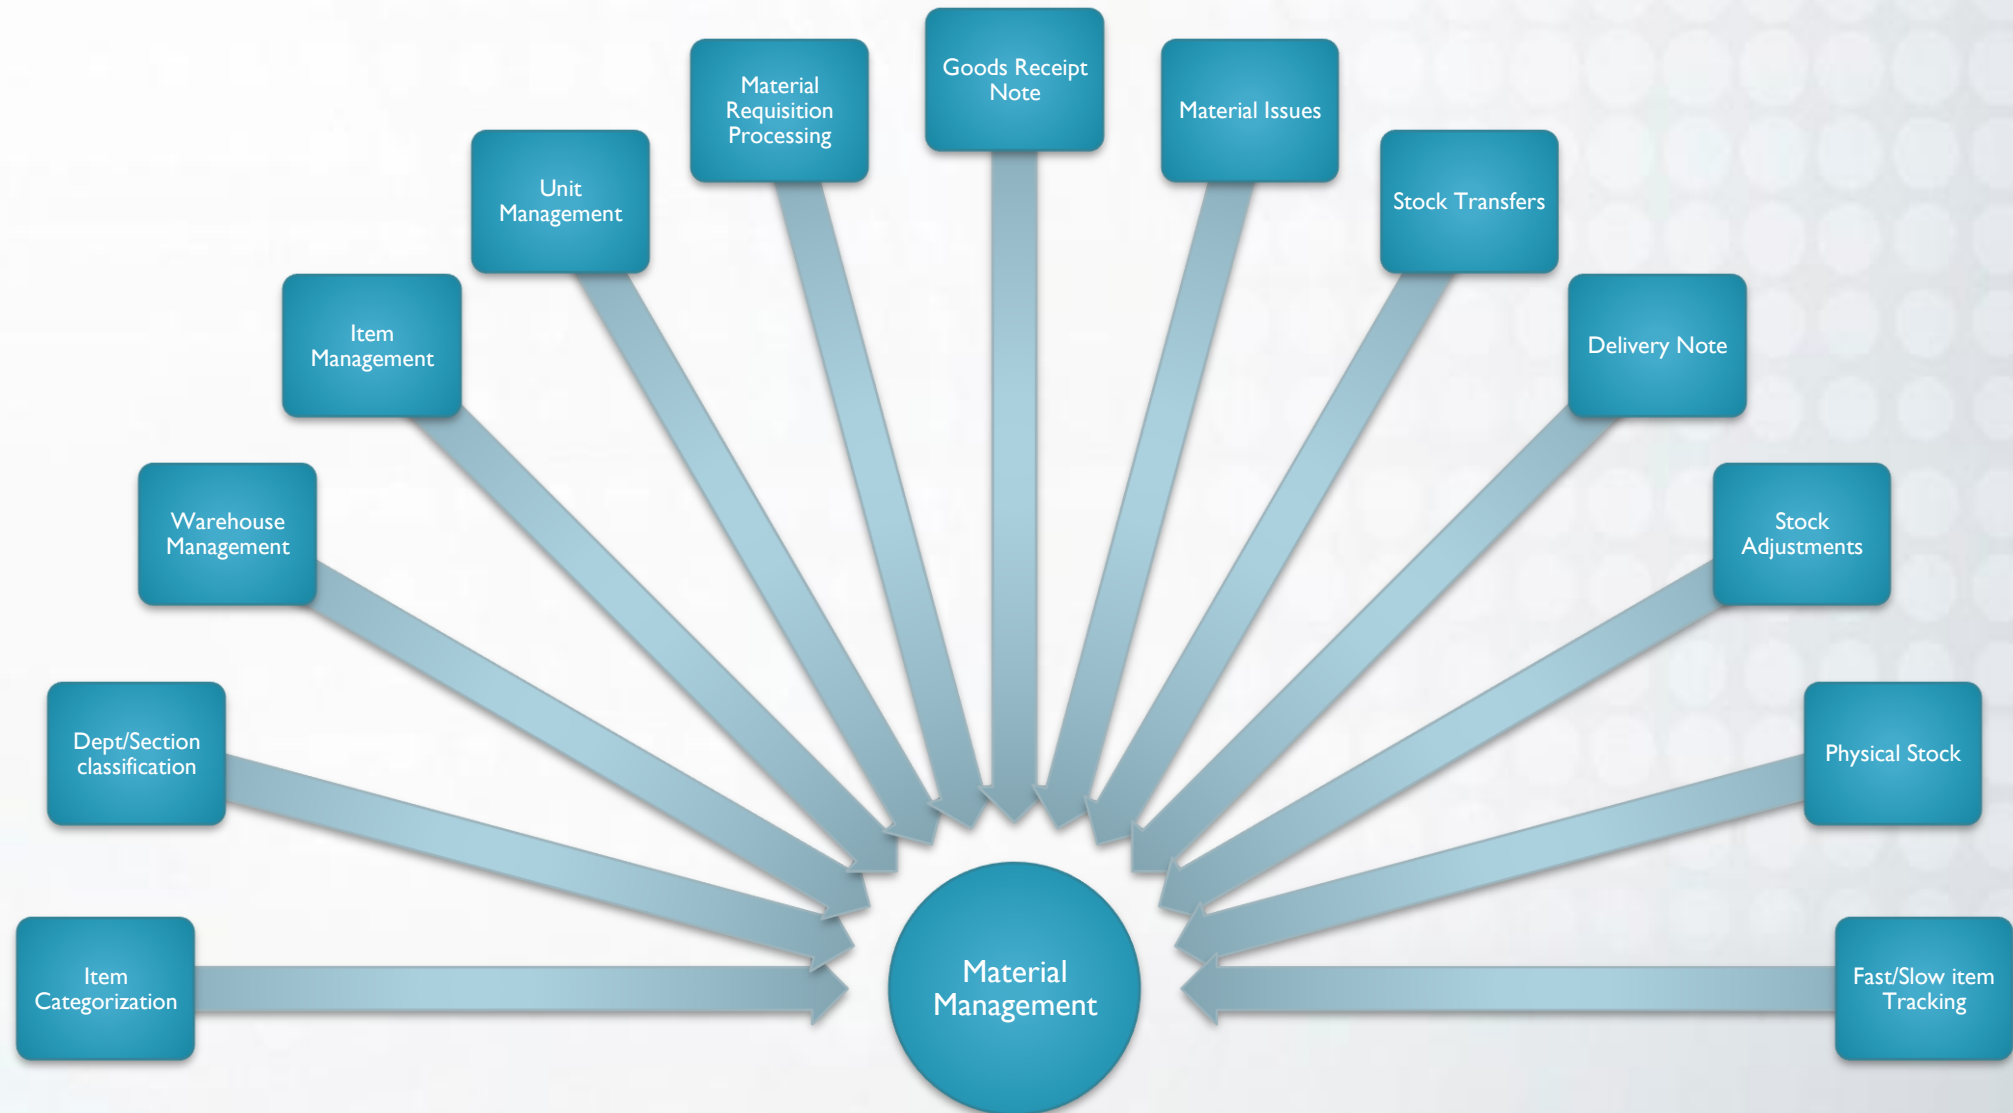 Item
Categorization
Dept/Section
classification
Warehouse
Management
Item
Management
Unit
Management
Material
Requisition
Processing
Goods Receipt
Note
Material Issues
Stock Transfers
Delivery Note
Stock
Adjustments
Physical Stock
Fast/Slow item
Tracking
Material
Management